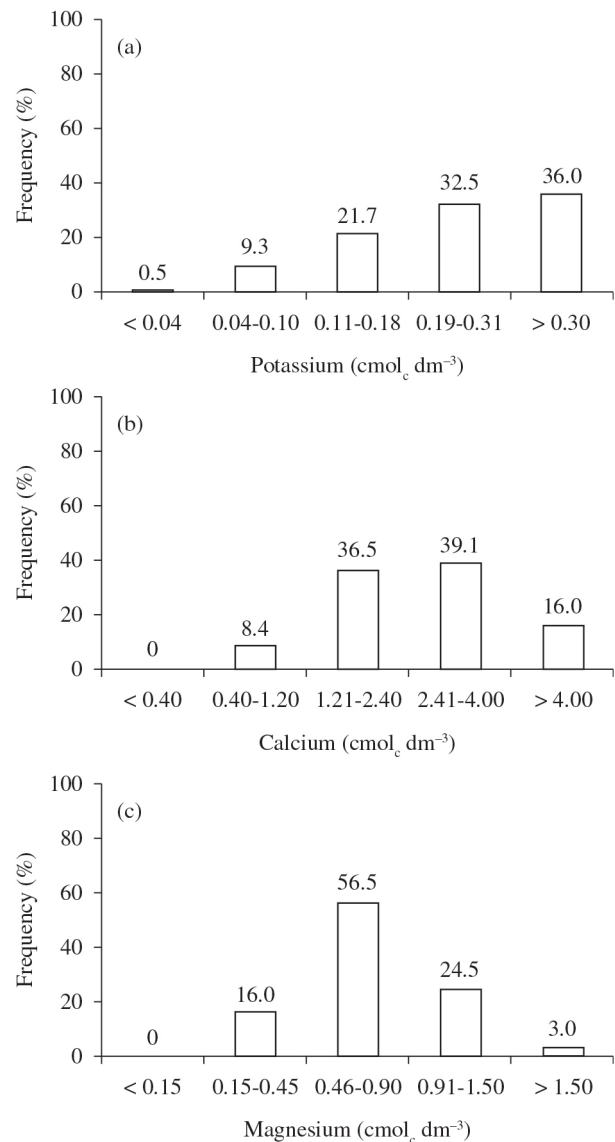 (a)
Frequency (%)
100
80
60
40
20
0
0.5
9.3
21.7
32.5
36.0
< 0.04 0.04-0.10 0.11-0.18 0.19-0.31 > 0.30
Potassium (cmolc dm–3)
(b)
Frequency (%)
100
80
60
40
20
0
0
8.4
36.5
39.1
16.0
< 0.40 0.40-1.20 1.21-2.40 2.41-4.00 > 4.00
Calcium (cmolc dm–3)
(c)
Frequency (%)
100
80
60
40
20
0
0
16.0
56.5
24.5
3.0
< 0.15 0.15-0.45 0.46-0.90 0.91-1.50 > 1.50
Magnesium (cmolc dm–3)